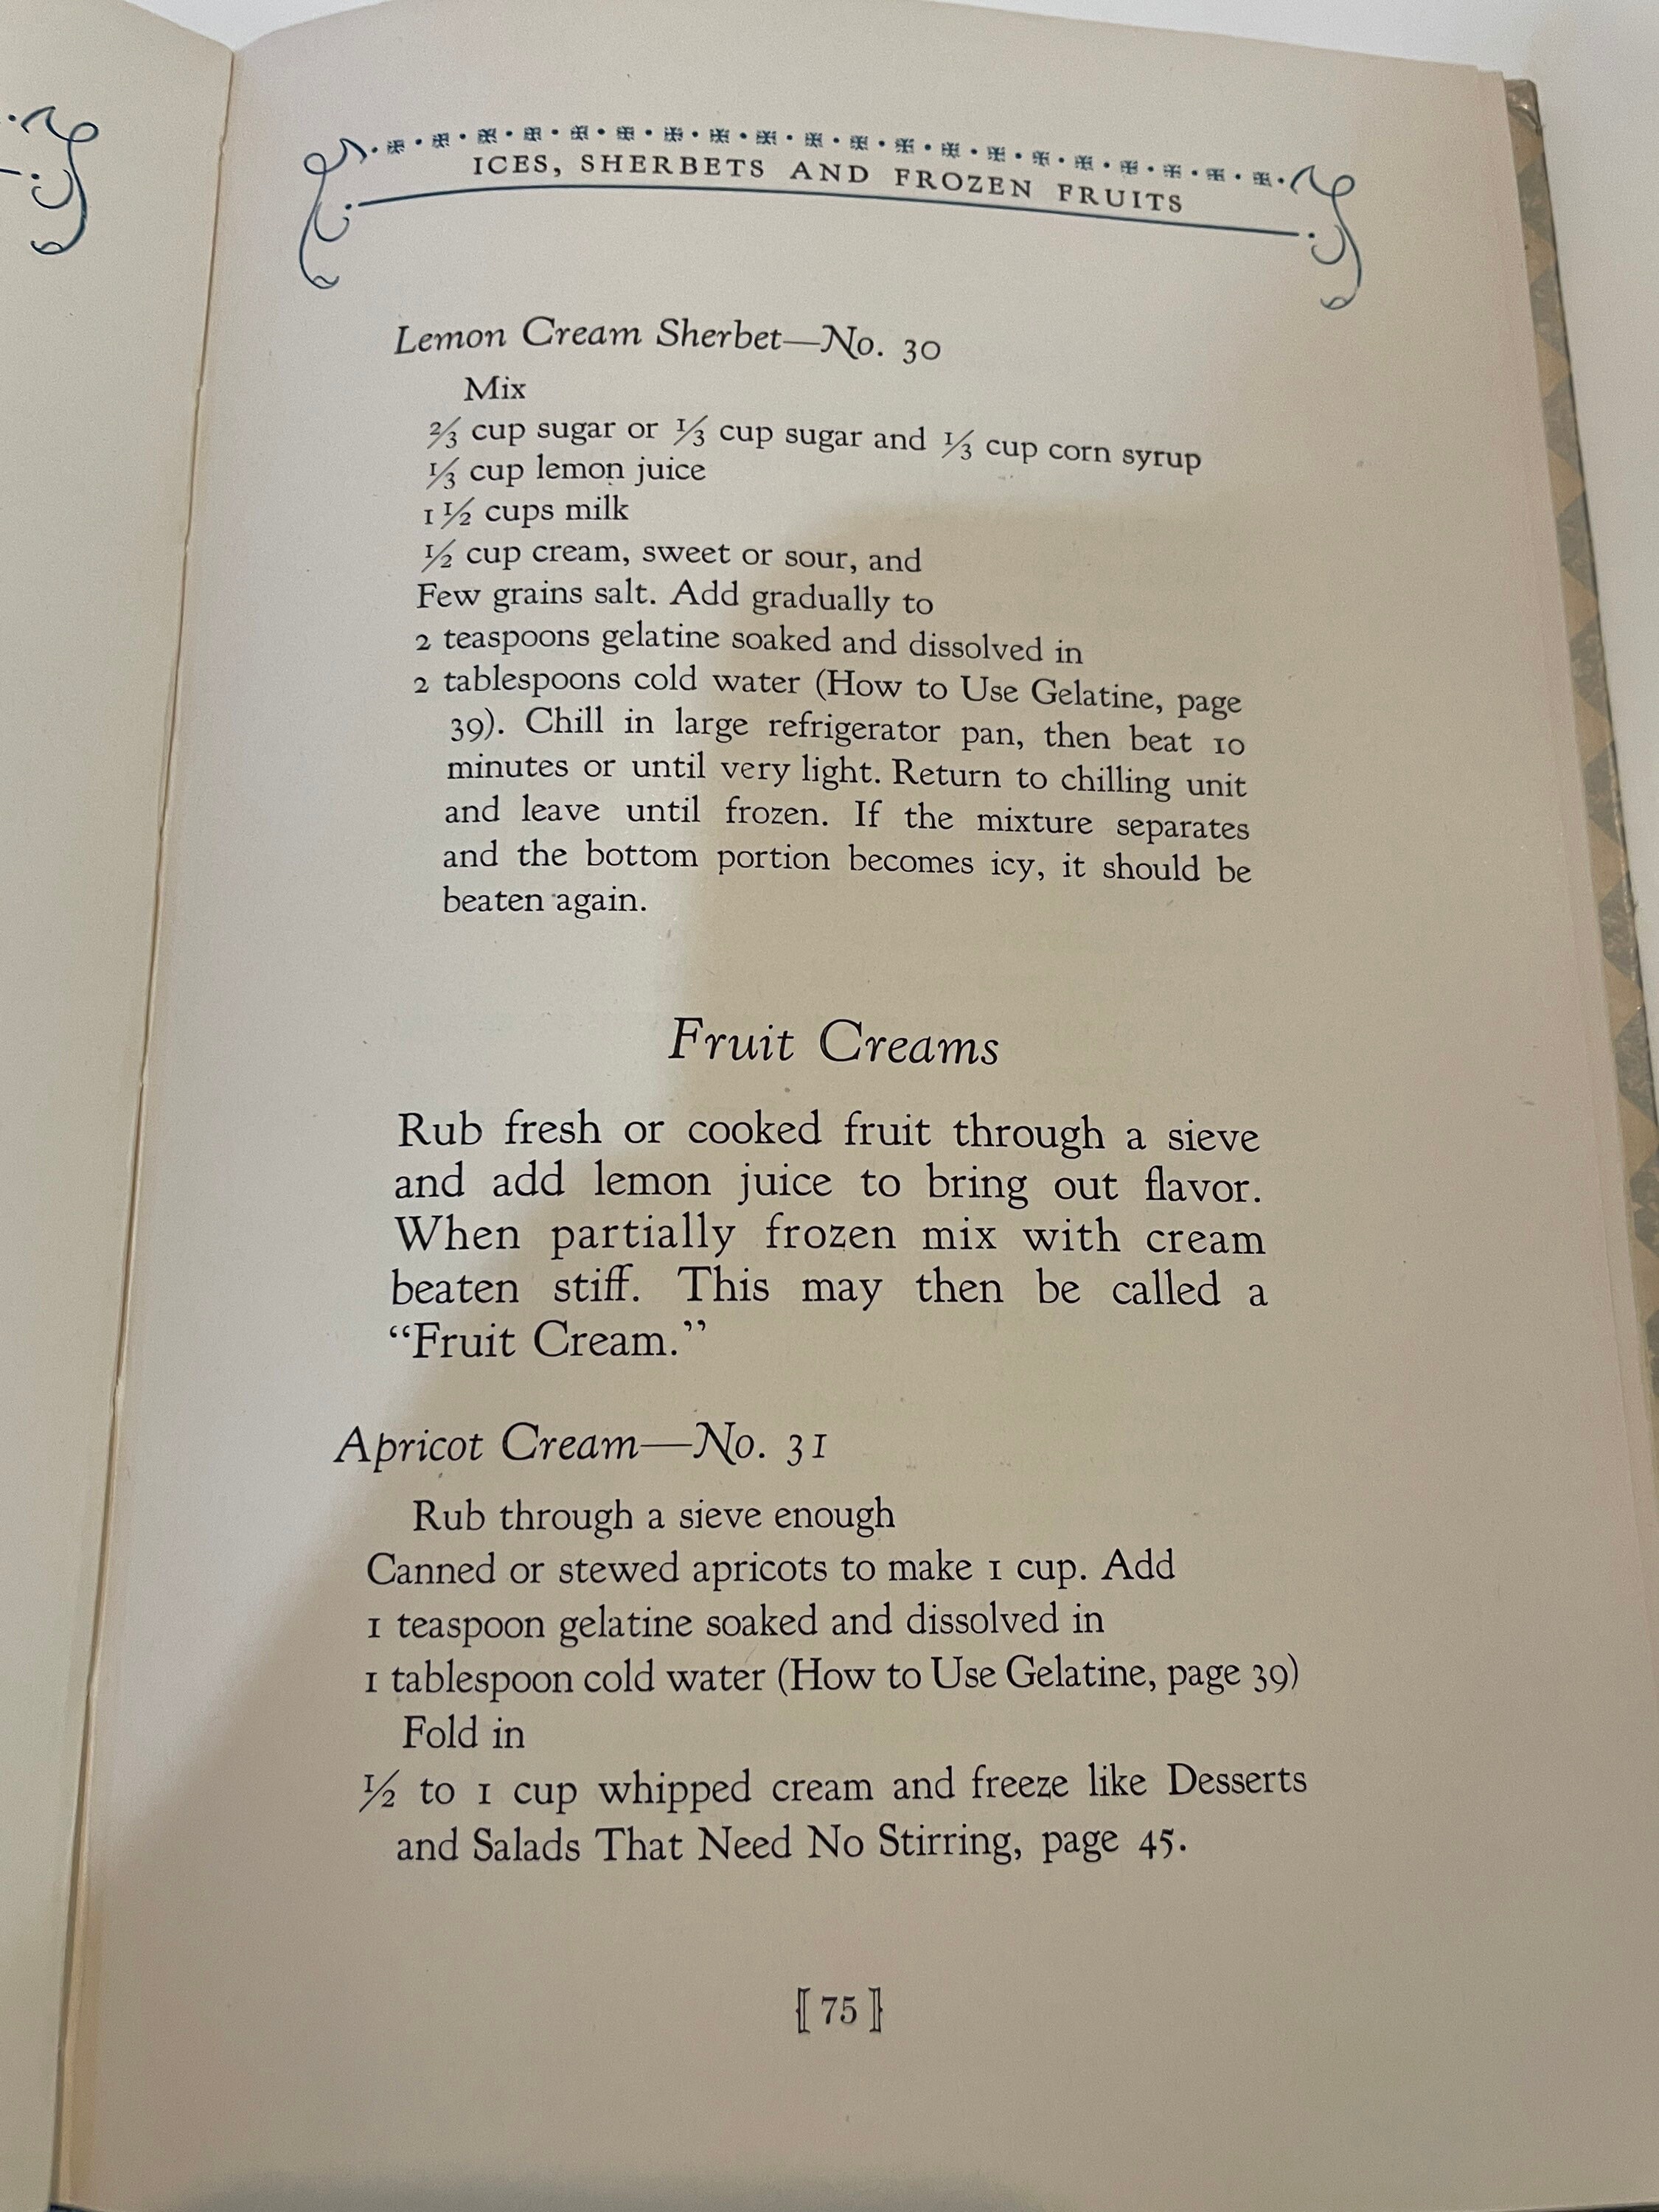 ICES, SHERBETS AND FROZEN FRUITS
Lemon Cream Sherbet—No. 30
Mix
⅔ cup sugar or ⅓ cup sugar and ⅓ cup corn syrup
⅓ cup lemon juice
1 ½ cups milk
½ cup cream, sweet or sour, and
Few grains salt. Add gradually to
2 teaspoons gelatine soaked and dissolved in
2 tablespoons cold water (How to Use Gelatine, page
39). Chill in large refrigerator pan, then beat 10
minutes or until very light. Return to chilling unit
and leave until frozen. If the mixture separates
and the bottom portion becomes icy, it should be
beaten again.
Fruit Creams
Rub fresh or cooked fruit through a sieve
and add lemon juice to bring out flavor.
When partially frozen mix with cream
beaten stiff. This may then be called a
“Fruit Cream.”
Apricot Cream—No. 31
Rub through a sieve enough
Canned or stewed apricots to make 1 cup. Add
1 teaspoon gelatine soaked and dissolved in
1 tablespoon cold water (How to Use Gelatine, page 39)
Fold in
½ to 1 cup whipped cream and freeze like Desserts
and Salads That Need No Stirring, page 45.
⟦ 75 ⟧